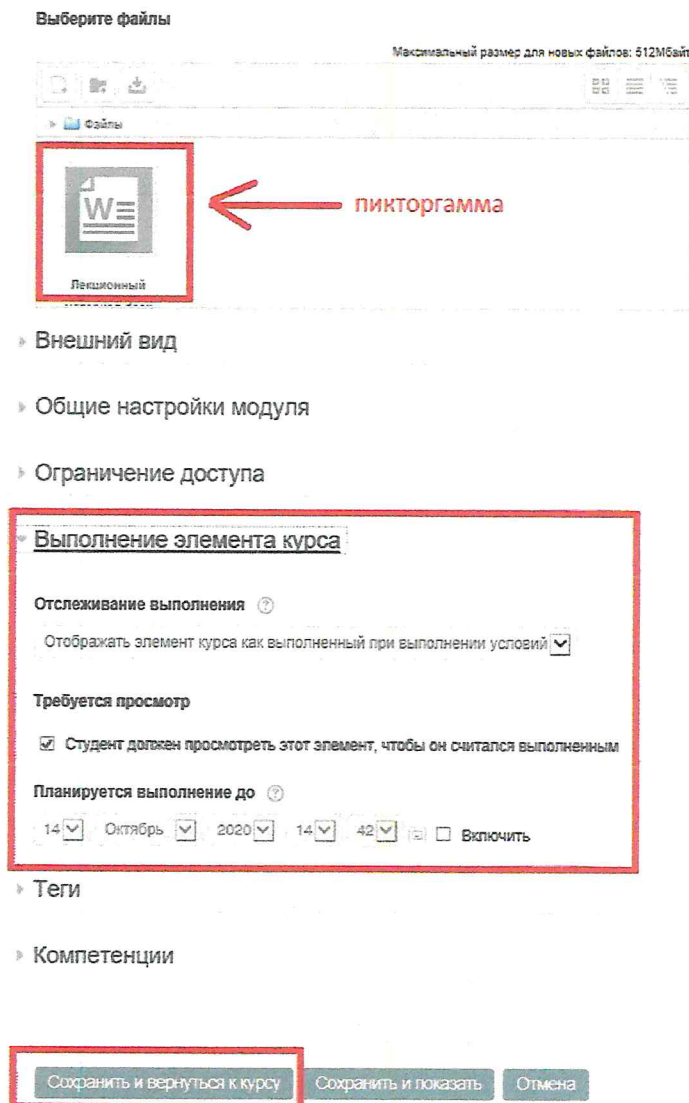 Выберите файлы
Максимальный размер для новых файлов: 512Мбайт
Файлы
W
пикторгамма
Лекционный
материал блок
Внешний вид
Общие настройки модуля
Ограничение доступа
Выполнение элемента курса
Отслеживание выполнения ?
Отображать элемент курса как выполненный при выполнении условий
Требуется просмотр
Студент должен просмотреть этот элемент, чтобы он считался выполненным
Планируется выполнение до ?
14 Октябрь 2020 14 42 Включить
Теги
Компетенции
Сохранить и вернуться к курсу Сохранить и показать Отмена